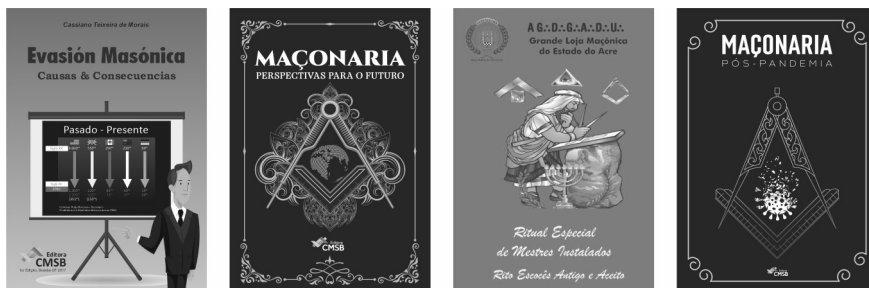 Cassiano Teixeira de Morais
Evasión Masónica
Causas & Consecuencias
Pasado - Presente
Editora
CMSB
MAÇONARIA
PERSPECTIVAS PARA O FUTURO
CMSB
A G∴D∴G∴A∴D∴U∴
Grande Loja Maçônica
do Estado do Acre
Ritual Especial
de Mestres Instalados
Rito Escocês Antigo e Aceito
MAÇONARIA
PÓS-PANDEMIA
CMSB